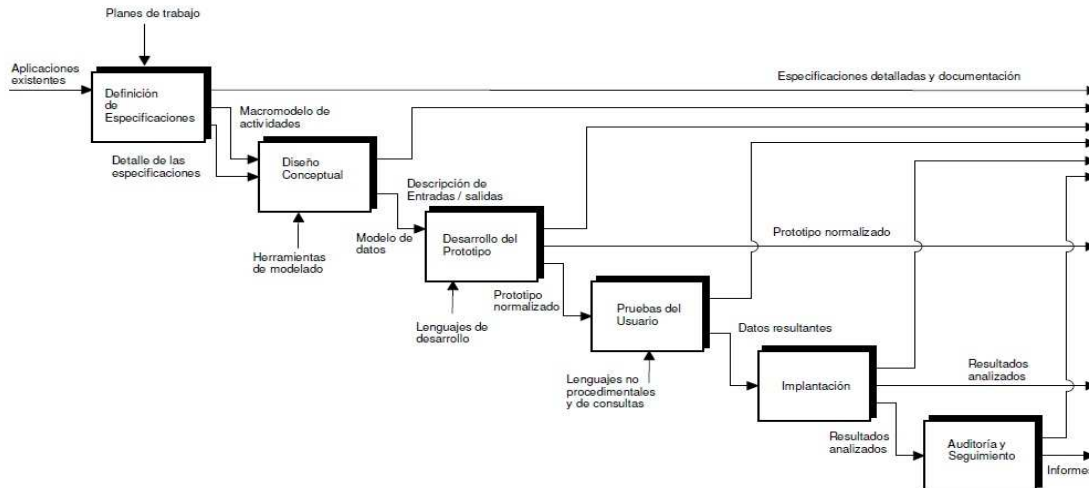 Planes de trabajo
Aplicaciones
existentes
Especificaciones detalladas y documentación
Definición
de
Especificaciones
Macromodelo de
actividades
Detalle de las
especificaciones
Diseño
Conceptual
Descripción de
Entradas / salidas
Modelo de
datos
Desarrollo del
Prototipo
Prototipo normalizado
Herramientas
de modelado
Prototipo
normalizado
Pruebas del
Usuario
Lenguajes de
desarrollo
Datos resultantes
Lenguajes no
procedimentales
y de consultas
Implantación
Resultados
analizados
Resultados
analizados
Auditoría y
Seguimiento
Informes